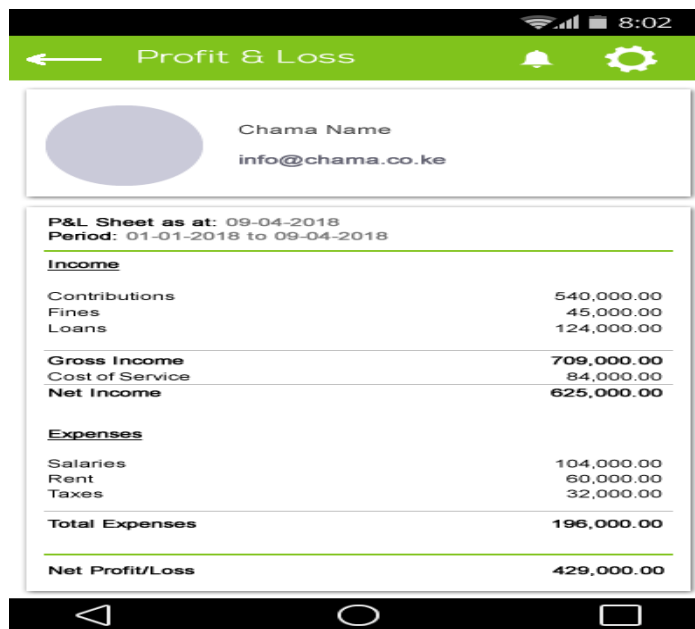 8:02
Profit & Loss
Chama Name
info@chama.co.ke
P&L Sheet as at: 09-04-2018
Period: 01-01-2018 to 09-04-2018
Income
Contributions 540,000.00
Fines 45,000.00
Loans 124,000.00
Gross Income 709,000.00
Cost of Service 84,000.00
Net Income 625,000.00
Expenses
Salaries 104,000.00
Rent 60,000.00
Taxes 32,000.00
Total Expenses 196,000.00
Net Profit/Loss 429,000.00